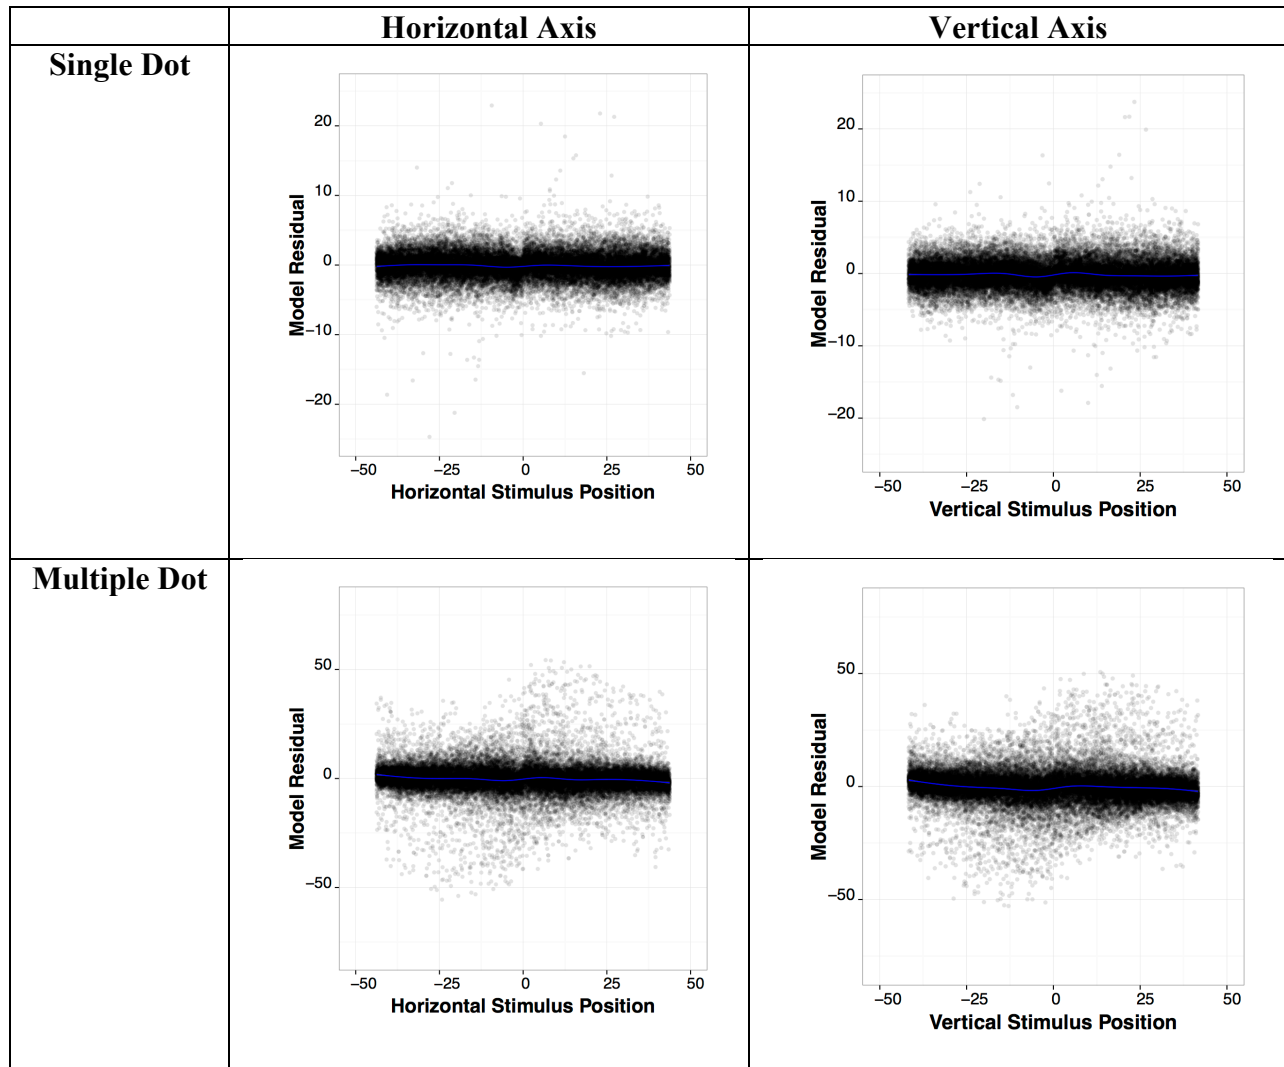 Horizontal Axis Vertical Axis
Single Dot
20
10
0
−10
−20
Model Residual
−50 −25 0 25 50
Horizontal Stimulus Position
20
10
0
−10
−20
Model Residual
−50 −25 0 25 50
Vertical Stimulus Position
Multiple Dot
50
0
−50
Model Residual
−50 −25 0 25 50
Horizontal Stimulus Position
50
0
−50
Model Residual
−50 −25 0 25 50
Vertical Stimulus Position